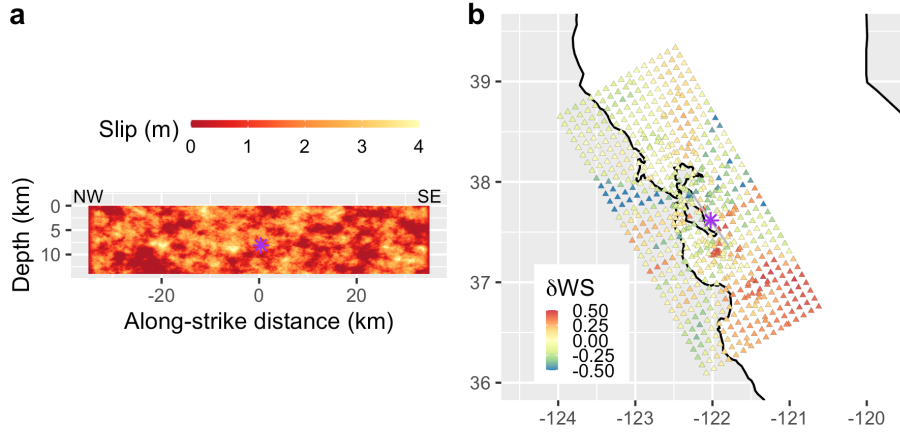 a
Slip (m)
0 1 2 3 4
NW SE
0
5
10
Depth (km)
-20 0 20
Along-strike distance (km)
b
39
38
37
36
δWS
0.50
0.25
0.00
-0.25
-0.50
-124 -123 -122 -121 -120